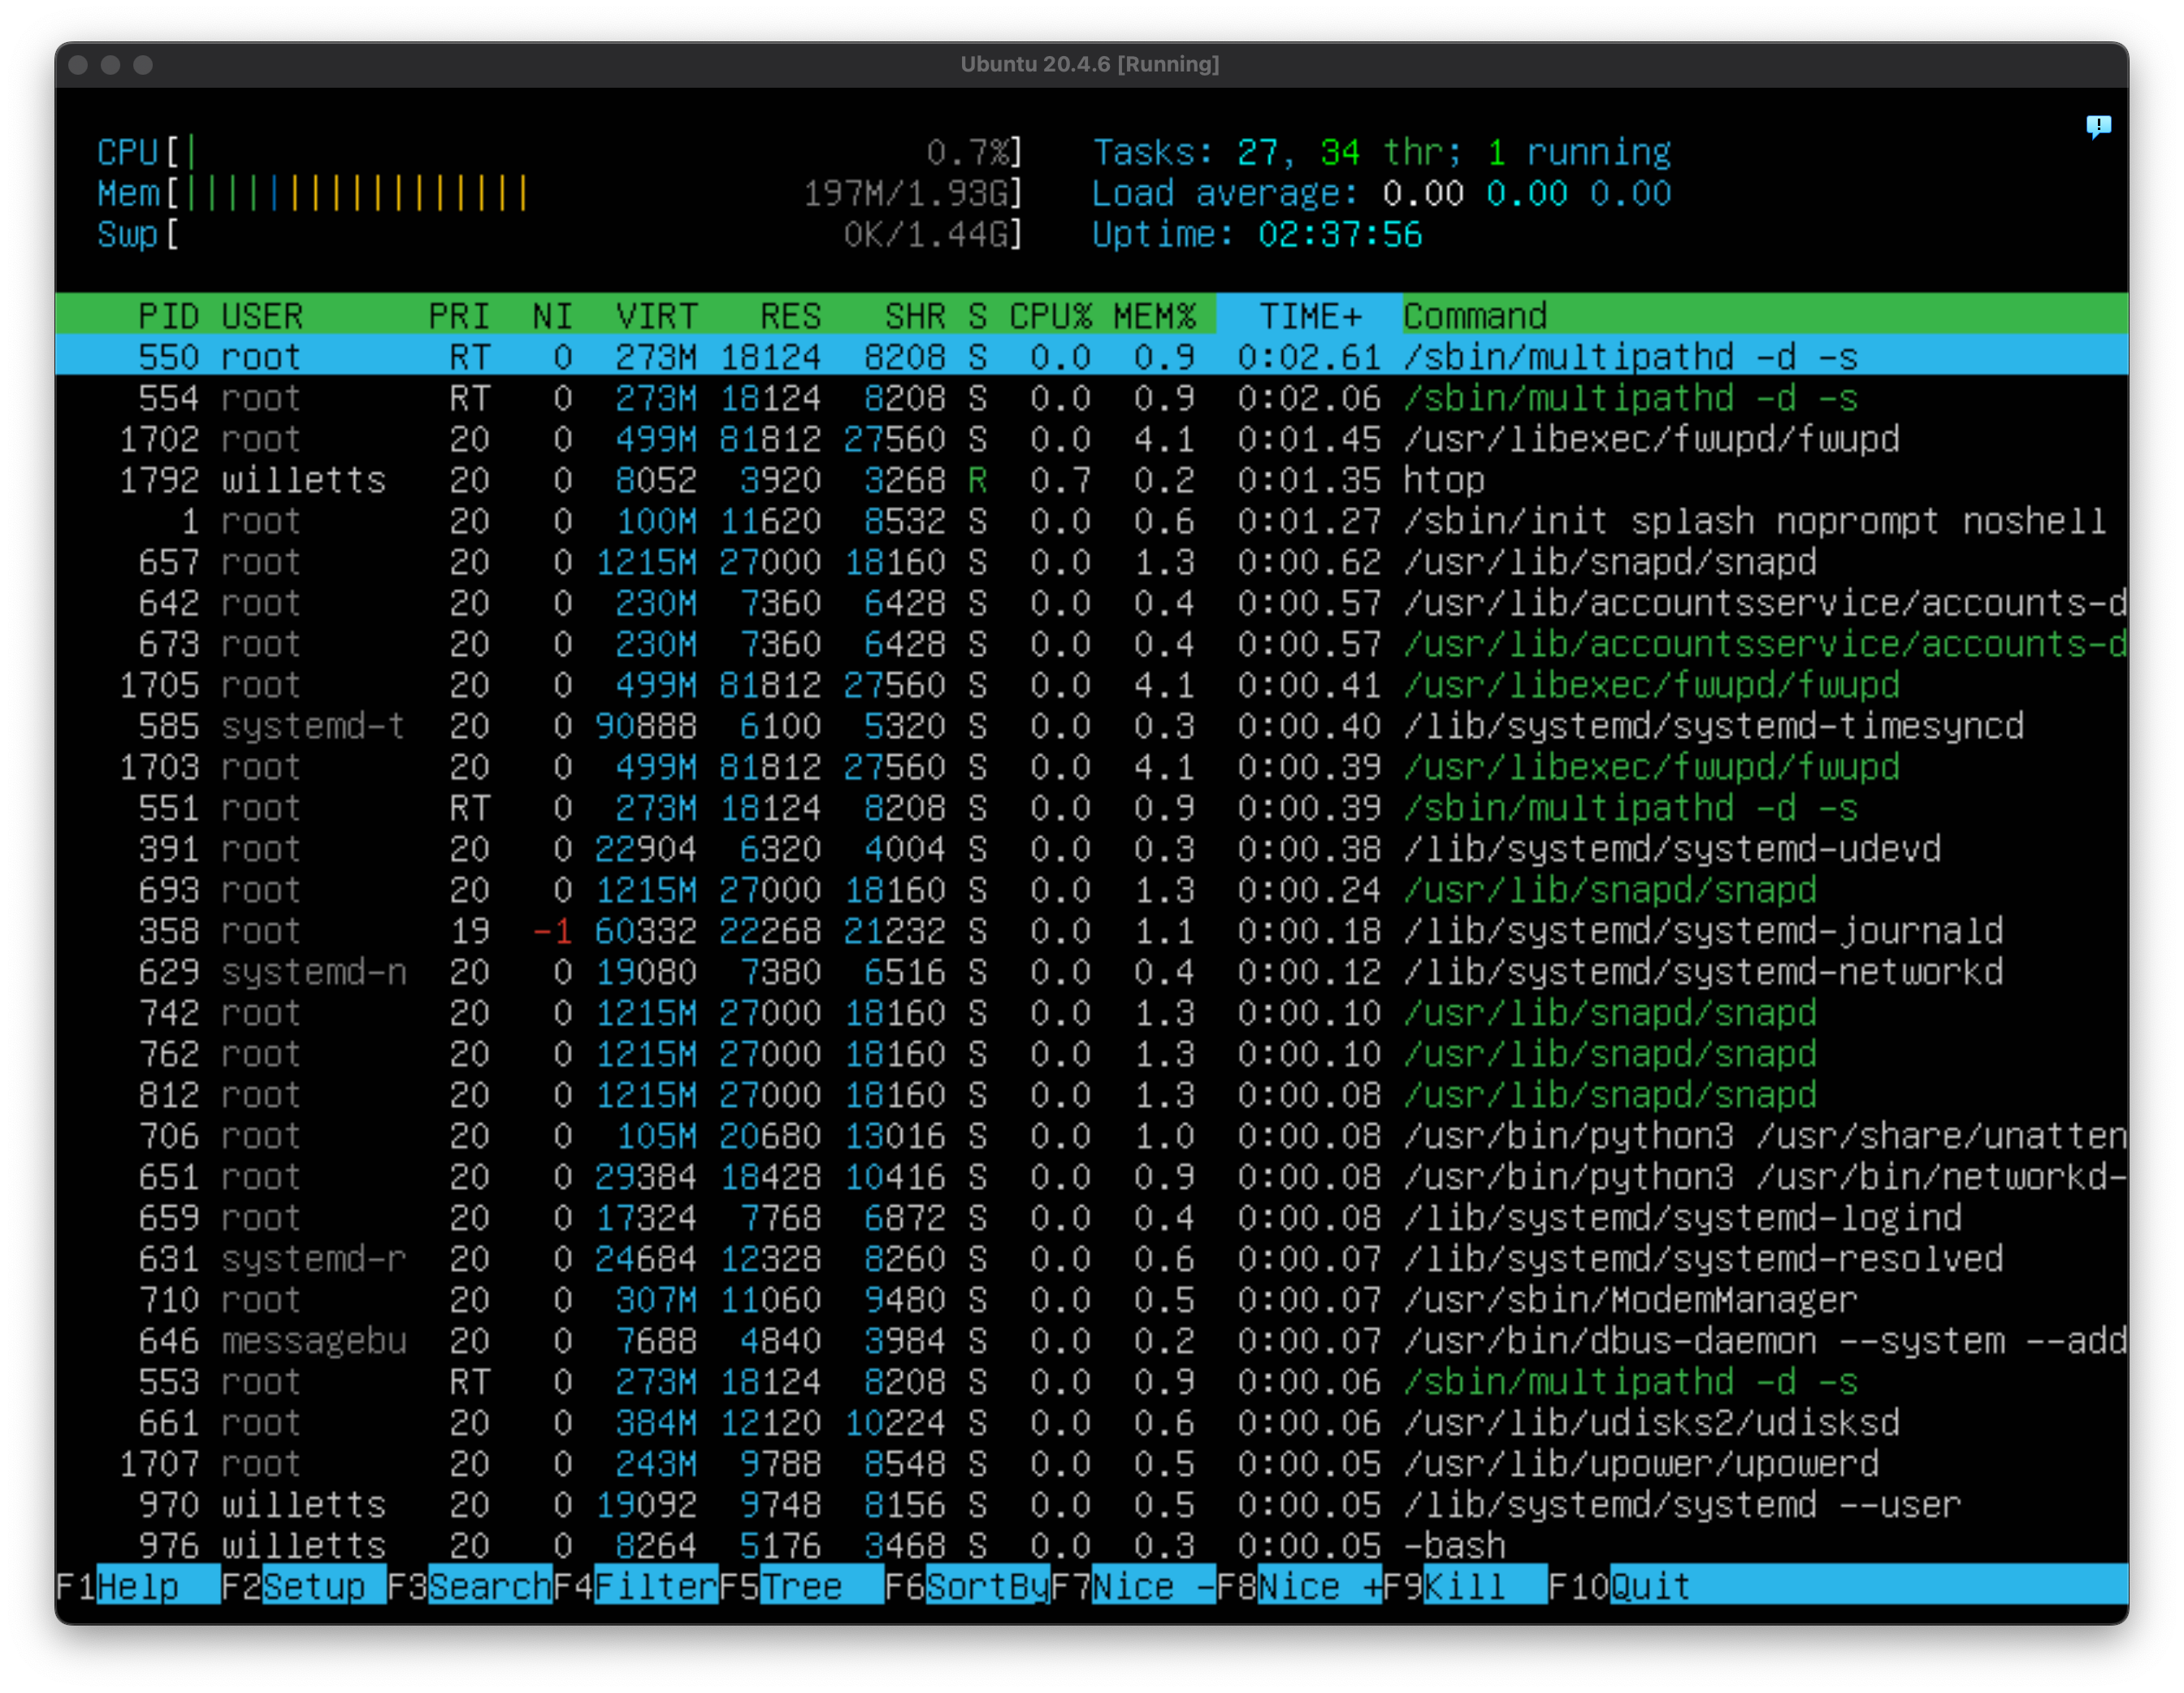 Ubuntu 20.4.6 [Running]
CPU[| 0.7%] Tasks: 27, 34 thr; 1 running
Mem[||||||||||||||||| 197M/1.93G] Load average: 0.00 0.00 0.00
Swp[ 0K/1.44G] Uptime: 02:37:56
PID USER PRI NI VIRT RES SHR S CPU% MEM% TIME+ Command
550 root RT 0 273M 18124 8208 S 0.0 0.9 0:02.61 /sbin/multipathd -d -s
554 root RT 0 273M 18124 8208 S 0.0 0.9 0:02.06 /sbin/multipathd -d -s
1702 root 20 0 499M 81812 27560 S 0.0 4.1 0:01.45 /usr/libexec/fwupd/fwupd
1792 willetts 20 0 8052 3920 3268 R 0.7 0.2 0:01.35 htop
1 root 20 0 100M 11620 8532 S 0.0 0.6 0:01.27 /sbin/init splash noprompt noshell
657 root 20 0 1215M 27000 18160 S 0.0 1.3 0:00.62 /usr/lib/snapd/snapd
642 root 20 0 230M 7360 6428 S 0.0 0.4 0:00.57 /usr/lib/accountsservice/accounts-d
673 root 20 0 230M 7360 6428 S 0.0 0.4 0:00.57 /usr/lib/accountsservice/accounts-d
1705 root 20 0 499M 81812 27560 S 0.0 4.1 0:00.41 /usr/libexec/fwupd/fwupd
585 systemd-t 20 0 90888 6100 5320 S 0.0 0.3 0:00.40 /lib/systemd/systemd-timesyncd
1703 root 20 0 499M 81812 27560 S 0.0 4.1 0:00.39 /usr/libexec/fwupd/fwupd
551 root RT 0 273M 18124 8208 S 0.0 0.9 0:00.39 /sbin/multipathd -d -s
391 root 20 0 22904 6320 4004 S 0.0 0.3 0:00.38 /lib/systemd/systemd-udevd
693 root 20 0 1215M 27000 18160 S 0.0 1.3 0:00.24 /usr/lib/snapd/snapd
358 root 19 -1 60332 22268 21232 S 0.0 1.1 0:00.18 /lib/systemd/systemd-journald
629 systemd-n 20 0 19080 7380 6516 S 0.0 0.4 0:00.12 /lib/systemd/systemd-networkd
742 root 20 0 1215M 27000 18160 S 0.0 1.3 0:00.10 /usr/lib/snapd/snapd
762 root 20 0 1215M 27000 18160 S 0.0 1.3 0:00.10 /usr/lib/snapd/snapd
812 root 20 0 1215M 27000 18160 S 0.0 1.3 0:00.08 /usr/lib/snapd/snapd
706 root 20 0 105M 20680 13016 S 0.0 1.0 0:00.08 /usr/bin/python3 /usr/share/unatten
651 root 20 0 29384 18428 10416 S 0.0 0.9 0:00.08 /usr/bin/python3 /usr/bin/networkd-
659 root 20 0 17324 7768 6872 S 0.0 0.4 0:00.08 /lib/systemd/systemd-logind
631 systemd-r 20 0 24684 12328 8260 S 0.0 0.6 0:00.07 /lib/systemd/systemd-resolved
710 root 20 0 307M 11060 9480 S 0.0 0.5 0:00.07 /usr/sbin/ModemManager
646 messagebu 20 0 7688 4840 3984 S 0.0 0.2 0:00.07 /usr/bin/dbus-daemon --system --add
553 root RT 0 273M 18124 8208 S 0.0 0.9 0:00.06 /sbin/multipathd -d -s
661 root 20 0 384M 12120 10224 S 0.0 0.6 0:00.06 /usr/lib/udisks2/udisksd
1707 root 20 0 243M 9788 8548 S 0.0 0.5 0:00.05 /usr/lib/upower/upowerd
970 willetts 20 0 19092 9748 8156 S 0.0 0.5 0:00.05 /lib/systemd/systemd --user
976 willetts 20 0 8264 5176 3468 S 0.0 0.3 0:00.05 -bash
F1Help F2Setup F3SearchF4FilterF5Tree F6SortByF7Nice -F8Nice +F9Kill F10Quit